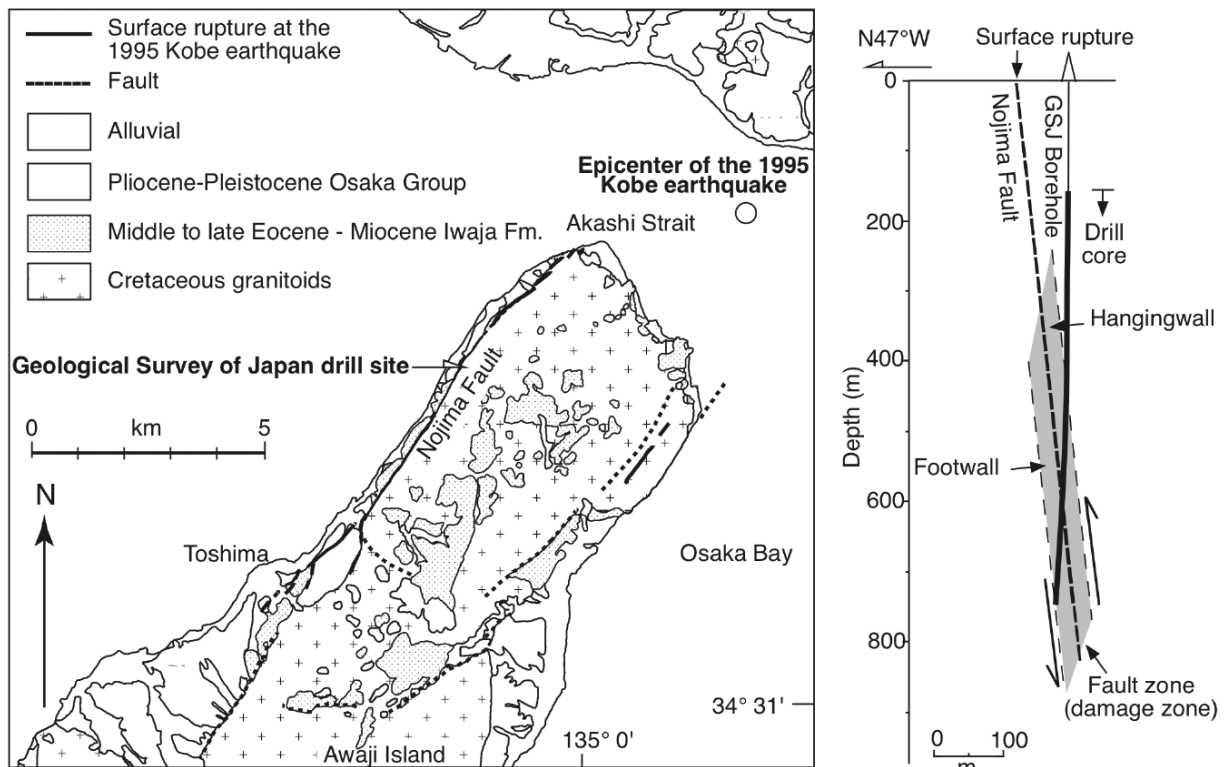 Surface rupture at the
1995 Kobe earthquake
Fault
Alluvial
Pliocene-Pleistocene Osaka Group
Middle to late Eocene - Miocene Iwaja Fm.
Cretaceous granitoids
Epicenter of the 1995
Kobe earthquake
Akashi Strait
Geological Survey of Japan drill site
Nojima Fault
0 km 5
N
Toshima
Osaka Bay
34° 31'
135° 0'
Awaji Island
N47°W
Surface rupture
0
200
400
600
800
Depth (m)
Nojima Fault
GSJ Borehole
Drill
core
Hangingwall
Footwall
Fault zone
(damage zone)
0 100
m